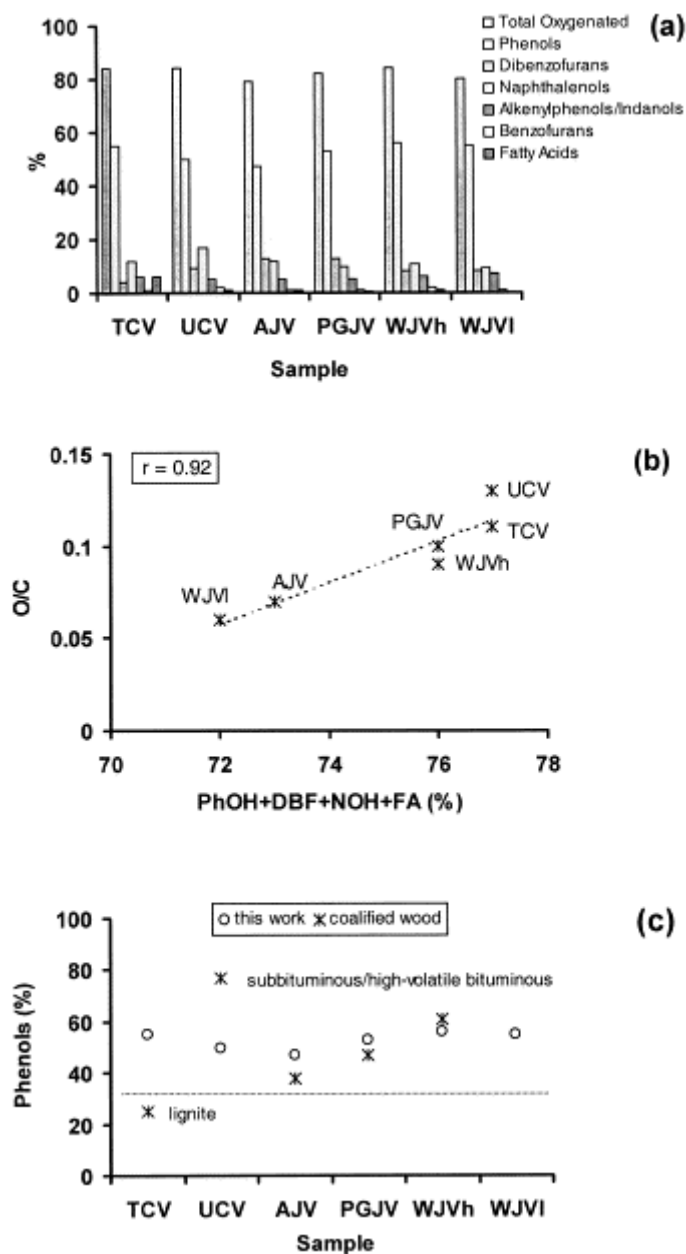 (a)
Total Oxygenated
Phenols
Dibenzofurans
Naphthalenols
Alkenylphenols/Indanols
Benzofurans
Fatty Acids
100
80
60
40
20
0
%
TCV UCV AJV PGJV WJVh WJVl
Sample
(b)
r = 0.92
0.15
0.1
0.05
0
O/C
UCV
TCV
PGJV
WJVh
AJV
WJVl
70 72 74 76 78
PhOH+DBF+NOH+FA (%)
(c)
this work coalified wood
100
80
60
40
20
0
Phenols (%)
subbituminous/high-volatile bituminous
lignite
TCV UCV AJV PGJV WJVh WJVl
Sample